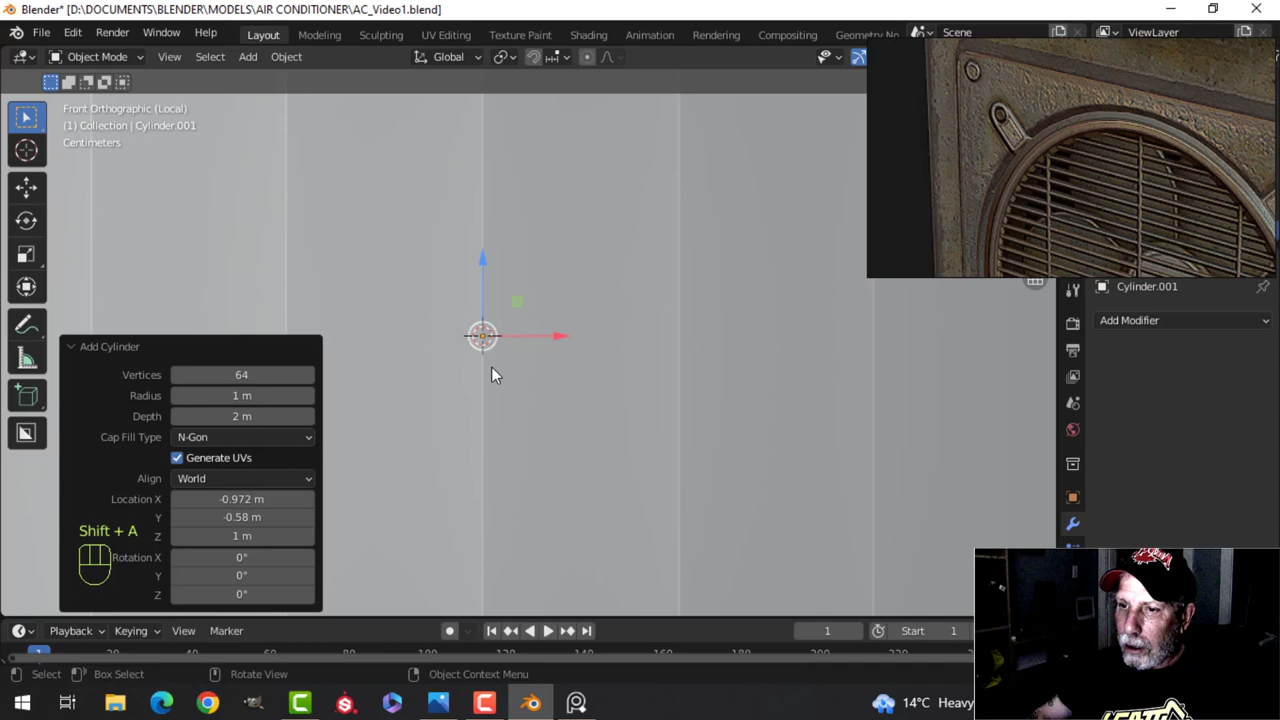 Blender* [D:\DOCUMENTS\BLENDER\MODELS\AIR CONDITIONER\AC_Video1.blend]
File Edit Render Window Help Layout Modeling Sculpting UV Editing Texture Paint Shading Animation Rendering Compositing Geometry No Scene ViewLayer
Object Mode View Select Add Object Global
Front Orthographic (Local)
(1) Collection | Cylinder.001
Centimeters
Cylinder.001
Add Modifier
Add Cylinder
Vertices 64
Radius 1 m
Depth 2 m
Cap Fill Type N-Gon
Generate UVs
Align World
Location X -0.972 m
Y -0.58 m
Z 1 m
Shift + A
Rotation X 0°
Y 0°
Z 0°
Playback Keying View Marker 1 Start 1
1
Select Box Select Rotate View Object Context Menu
14°C Heavy